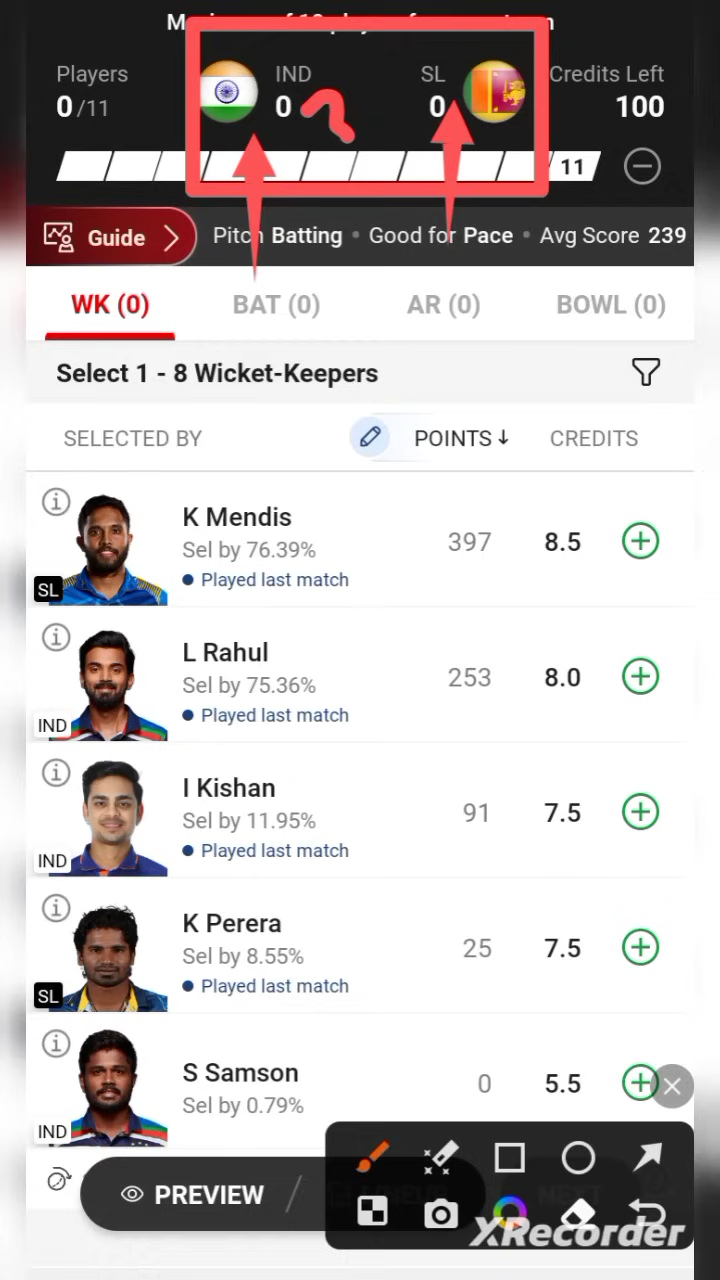 Players
IND
SL
Credits Left
0/11
0
0
100
11
Guide
Pitch Batting • Good for Pace • Avg Score 239
WK (0)
BAT (0)
AR (0)
BOWL (0)
Select 1 - 8 Wicket-Keepers
SELECTED BY
POINTS↓
CREDITS
K Mendis
Sel by 76.39%
397
8.5
Played last match
SL
L Rahul
Sel by 75.36%
253
8.0
Played last match
IND
I Kishan
Sel by 11.95%
91
7.5
Played last match
IND
K Perera
Sel by 8.55%
25
7.5
Played last match
SL
S Samson
Sel by 0.79%
0
5.5
IND
PREVIEW
XRecorder